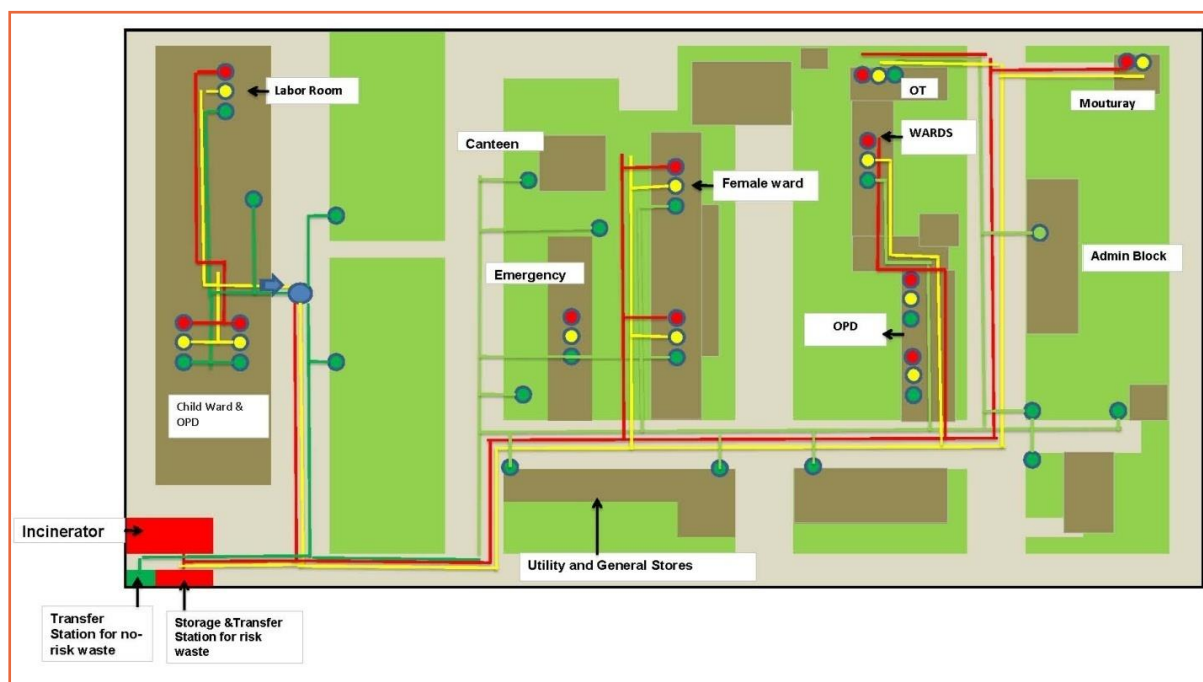 Labor Room
Canteen
Emergency
Female ward
OT
WARDS
OPD
Mouturay
Admin Block
Child Ward &
OPD
Incinerator
Utility and General Stores
Transfer
Station for no-
risk waste
Storage &Transfer
Station for risk
waste